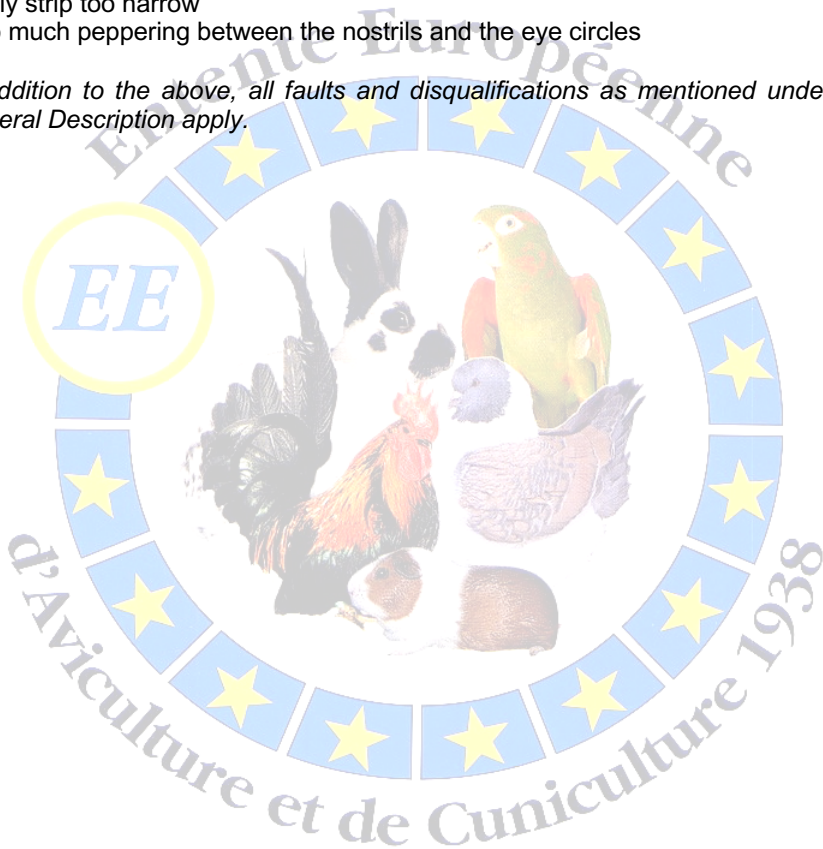 ly strip too narrow
much peppering between the nostrils and the eye circles
ddition to the above, all faults and disqualifications as mentioned unde
eral Description apply.
Entente Européenne
EE
d'Aviculture et de Cuniculture 1938